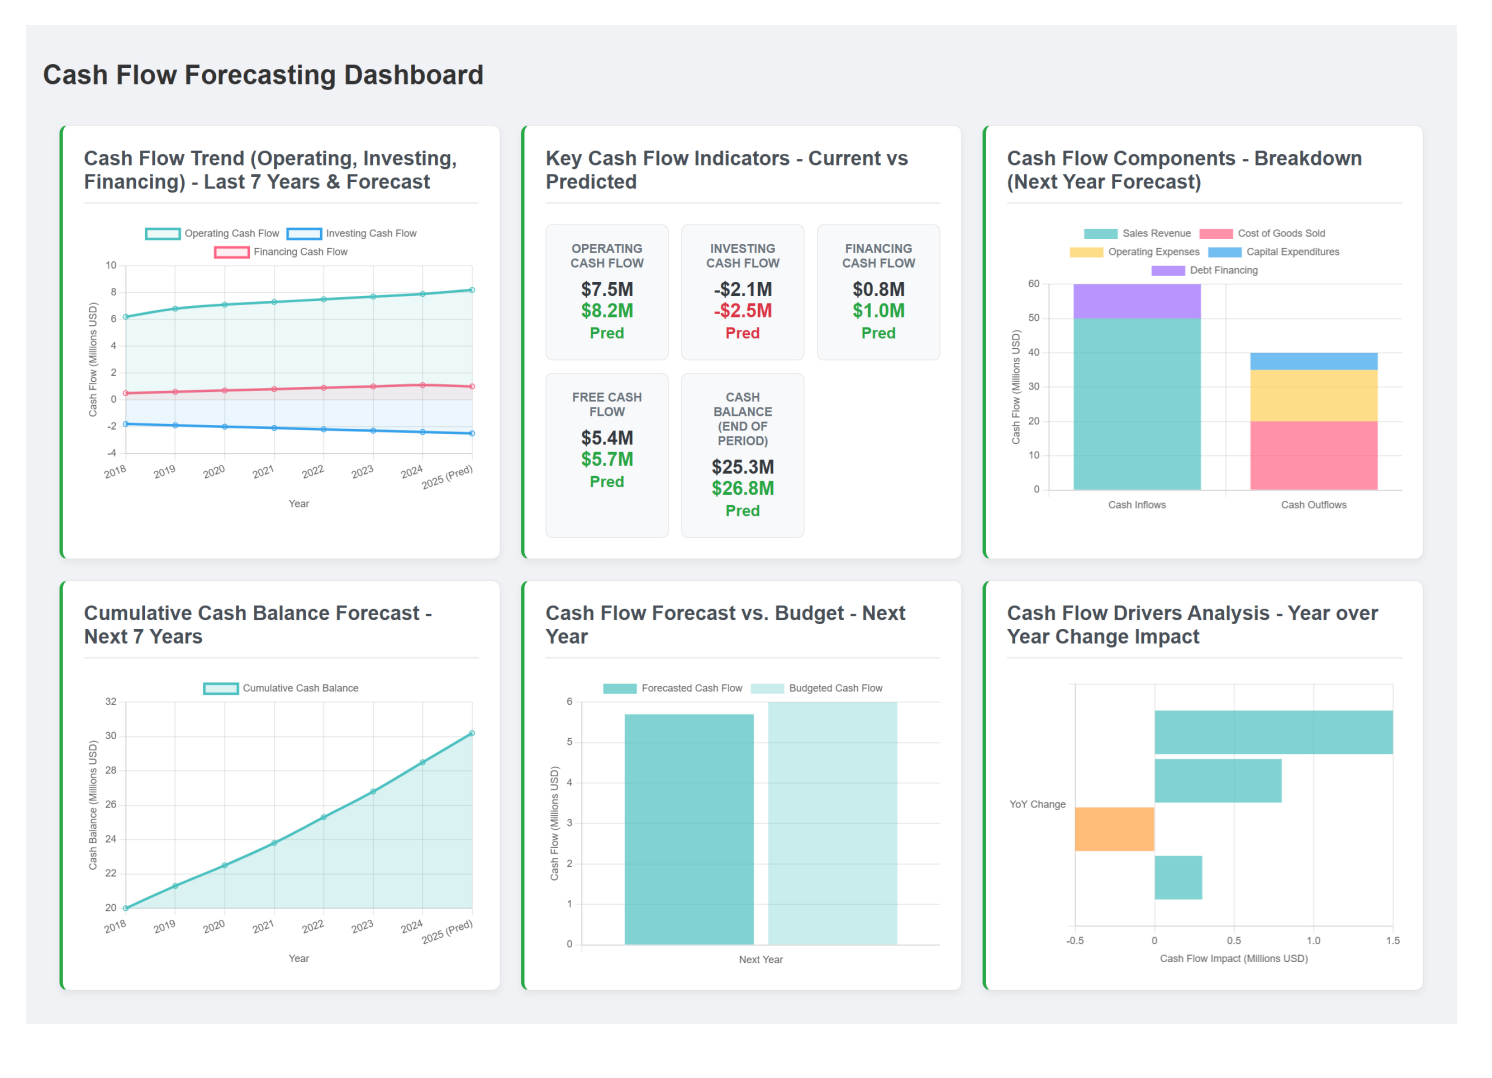 Cash Flow Forecasting Dashboard
Cash Flow Trend (Operating, Investing,
Financing) - Last 7 Years & Forecast
Operating Cash Flow
Investing Cash Flow
Financing Cash Flow
10
8
6
4
2
0
-2
-4
Cash Flow (Millions USD)
2018
2019
2020
2021
2022
2023
2024
2025 (Pred)
Year
Key Cash Flow Indicators - Current vs
Predicted
OPERATING
CASH FLOW
$7.5M
$8.2M
Pred
INVESTING
CASH FLOW
-$2.1M
-$2.5M
Pred
FINANCING
CASH FLOW
$0.8M
$1.0M
Pred
FREE CASH
FLOW
$5.4M
$5.7M
Pred
CASH
BALANCE
(END OF
PERIOD)
$25.3M
$26.8M
Pred
Cash Flow Components - Breakdown
(Next Year Forecast)
Sales Revenue
Cost of Goods Sold
Operating Expenses
Capital Expenditures
Debt Financing
60
50
40
30
20
10
0
Cash Flow (Millions USD)
Cash Inflows
Cash Outflows
Cumulative Cash Balance Forecast -
Next 7 Years
Cumulative Cash Balance
32
30
28
26
24
22
20
Cash Balance (Millions USD)
2018
2019
2020
2021
2022
2023
2024
2025 (Pred)
Year
Cash Flow Forecast vs. Budget - Next
Year
Forecasted Cash Flow
Budgeted Cash Flow
6
5
4
3
2
1
0
Cash Flow (Millions USD)
Next Year
Cash Flow Drivers Analysis - Year over
Year Change Impact
YoY Change
-0.5
0
0.5
1.0
1.5
Cash Flow Impact (Millions USD)